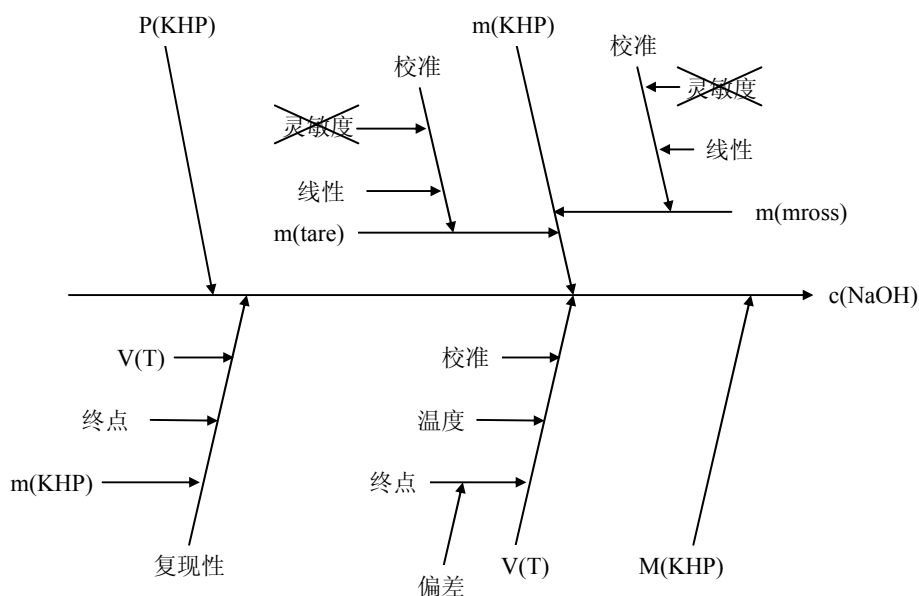 P(KHP)
m(KHP)
校准
校准
灵敏度
灵敏度
线性
线性
m(tare)
m(mross)
c(NaOH)
V(T)
校准
终点
温度
m(KHP)
终点
复现性
偏差
V(T)
M(KHP)